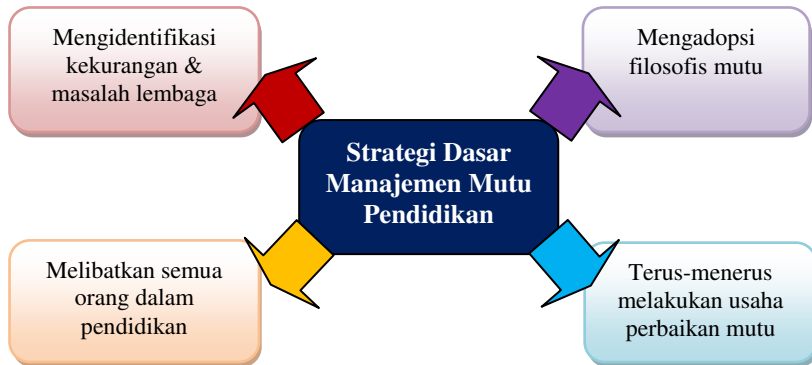 Mengidentifikasi
kekurangan &
masalah lembaga
Mengadopsi
filosofis mutu
Strategi Dasar
Manajemen Mutu
Pendidikan
Melibatkan semua
orang dalam
pendidikan
Terus-menerus
melakukan usaha
perbaikan mutu